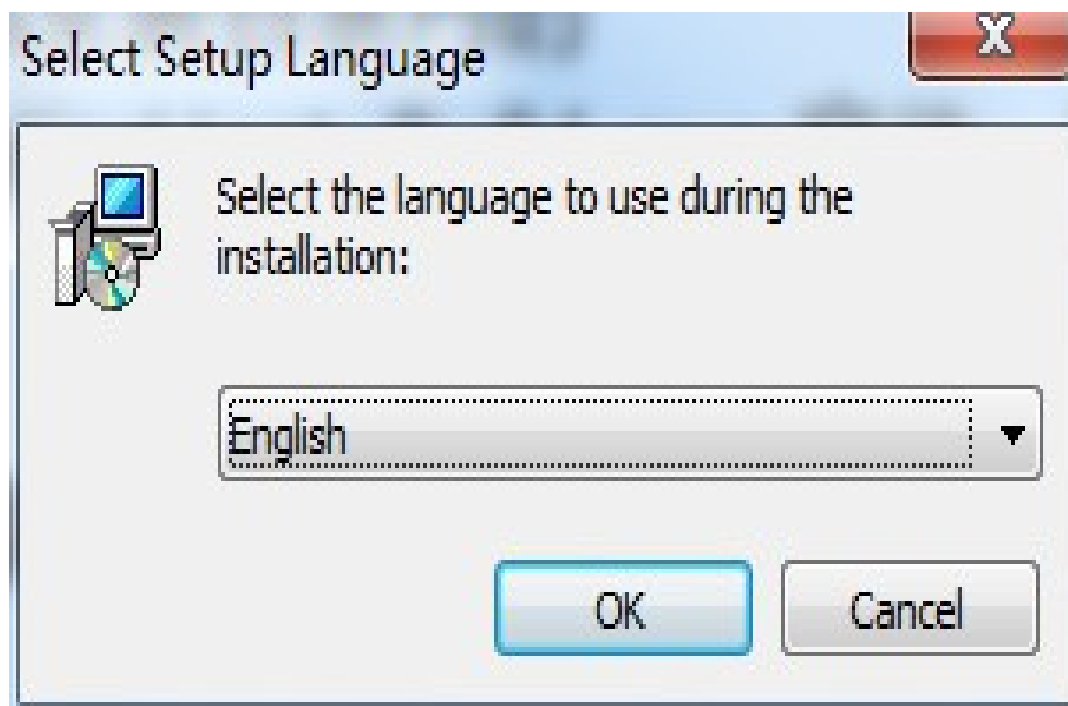 Select Setup Language
X
Select the language to use during the
installation:
English
OK
Cancel